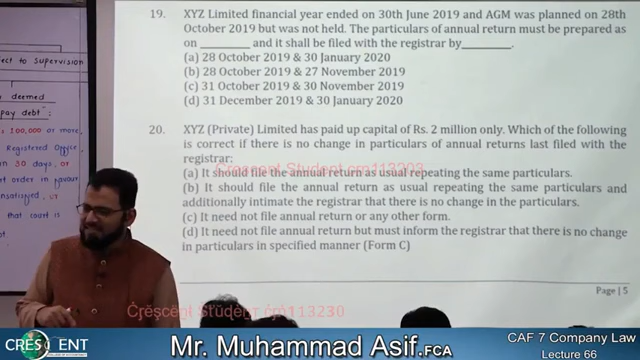 ect to Supervision
deemed
pay debt":
100,000 or more,
Registered Office,
n 30 days, or
t order in favour
nsatisfied, or
that court is
19. XYZ Limited financial year ended on 30th June 2019 and AGM was planned on 28th
October 2019 but was not held. The particulars of annual return must be prepared as
on ________ and it shall be filed with the registrar by________.
(a) 28 October 2019 & 30 January 2020
(b) 28 October 2019 & 27 November 2019
(c) 31 October 2019 & 30 November 2019
(d) 31 December 2019 & 30 January 2020
20. XYZ (Private) Limited has paid up capital of Rs. 2 million only. Which of the following
is correct if there is no change in particulars of annual returns last filed with the
registrar:
(a) It should file the annual return as usual repeating the same particulars.
(b) It should file the annual return as usual repeating the same particulars and
additionally intimate the registrar that there is no change in the particulars.
(c) It need not file annual return or any other form.
(d) It need not file annual return but must inform the registrar that there is no change
in particulars in specified manner (Form C)
Page | 5
Crescent Student crn113203
Crescent Student crn113230
CRESCENT
Mr. Muhammad Asif.FCA
CAF 7 Company Law
Lecture 66